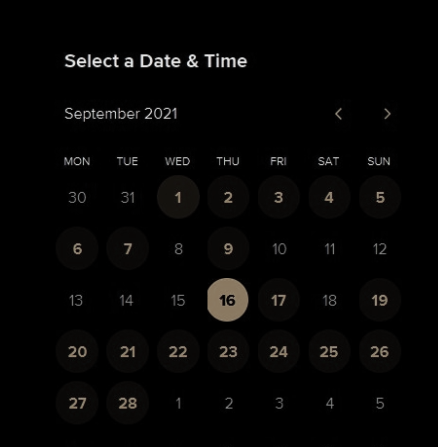 Select a Date & Time
September 2021
MON TUE WED THU FRI SAT SUN
30 31 1 2 3 4 5
6 7 8 9 10 11 12
13 14 15 16 17 18 19
20 21 22 23 24 25 26
27 28 1 2 3 4 5